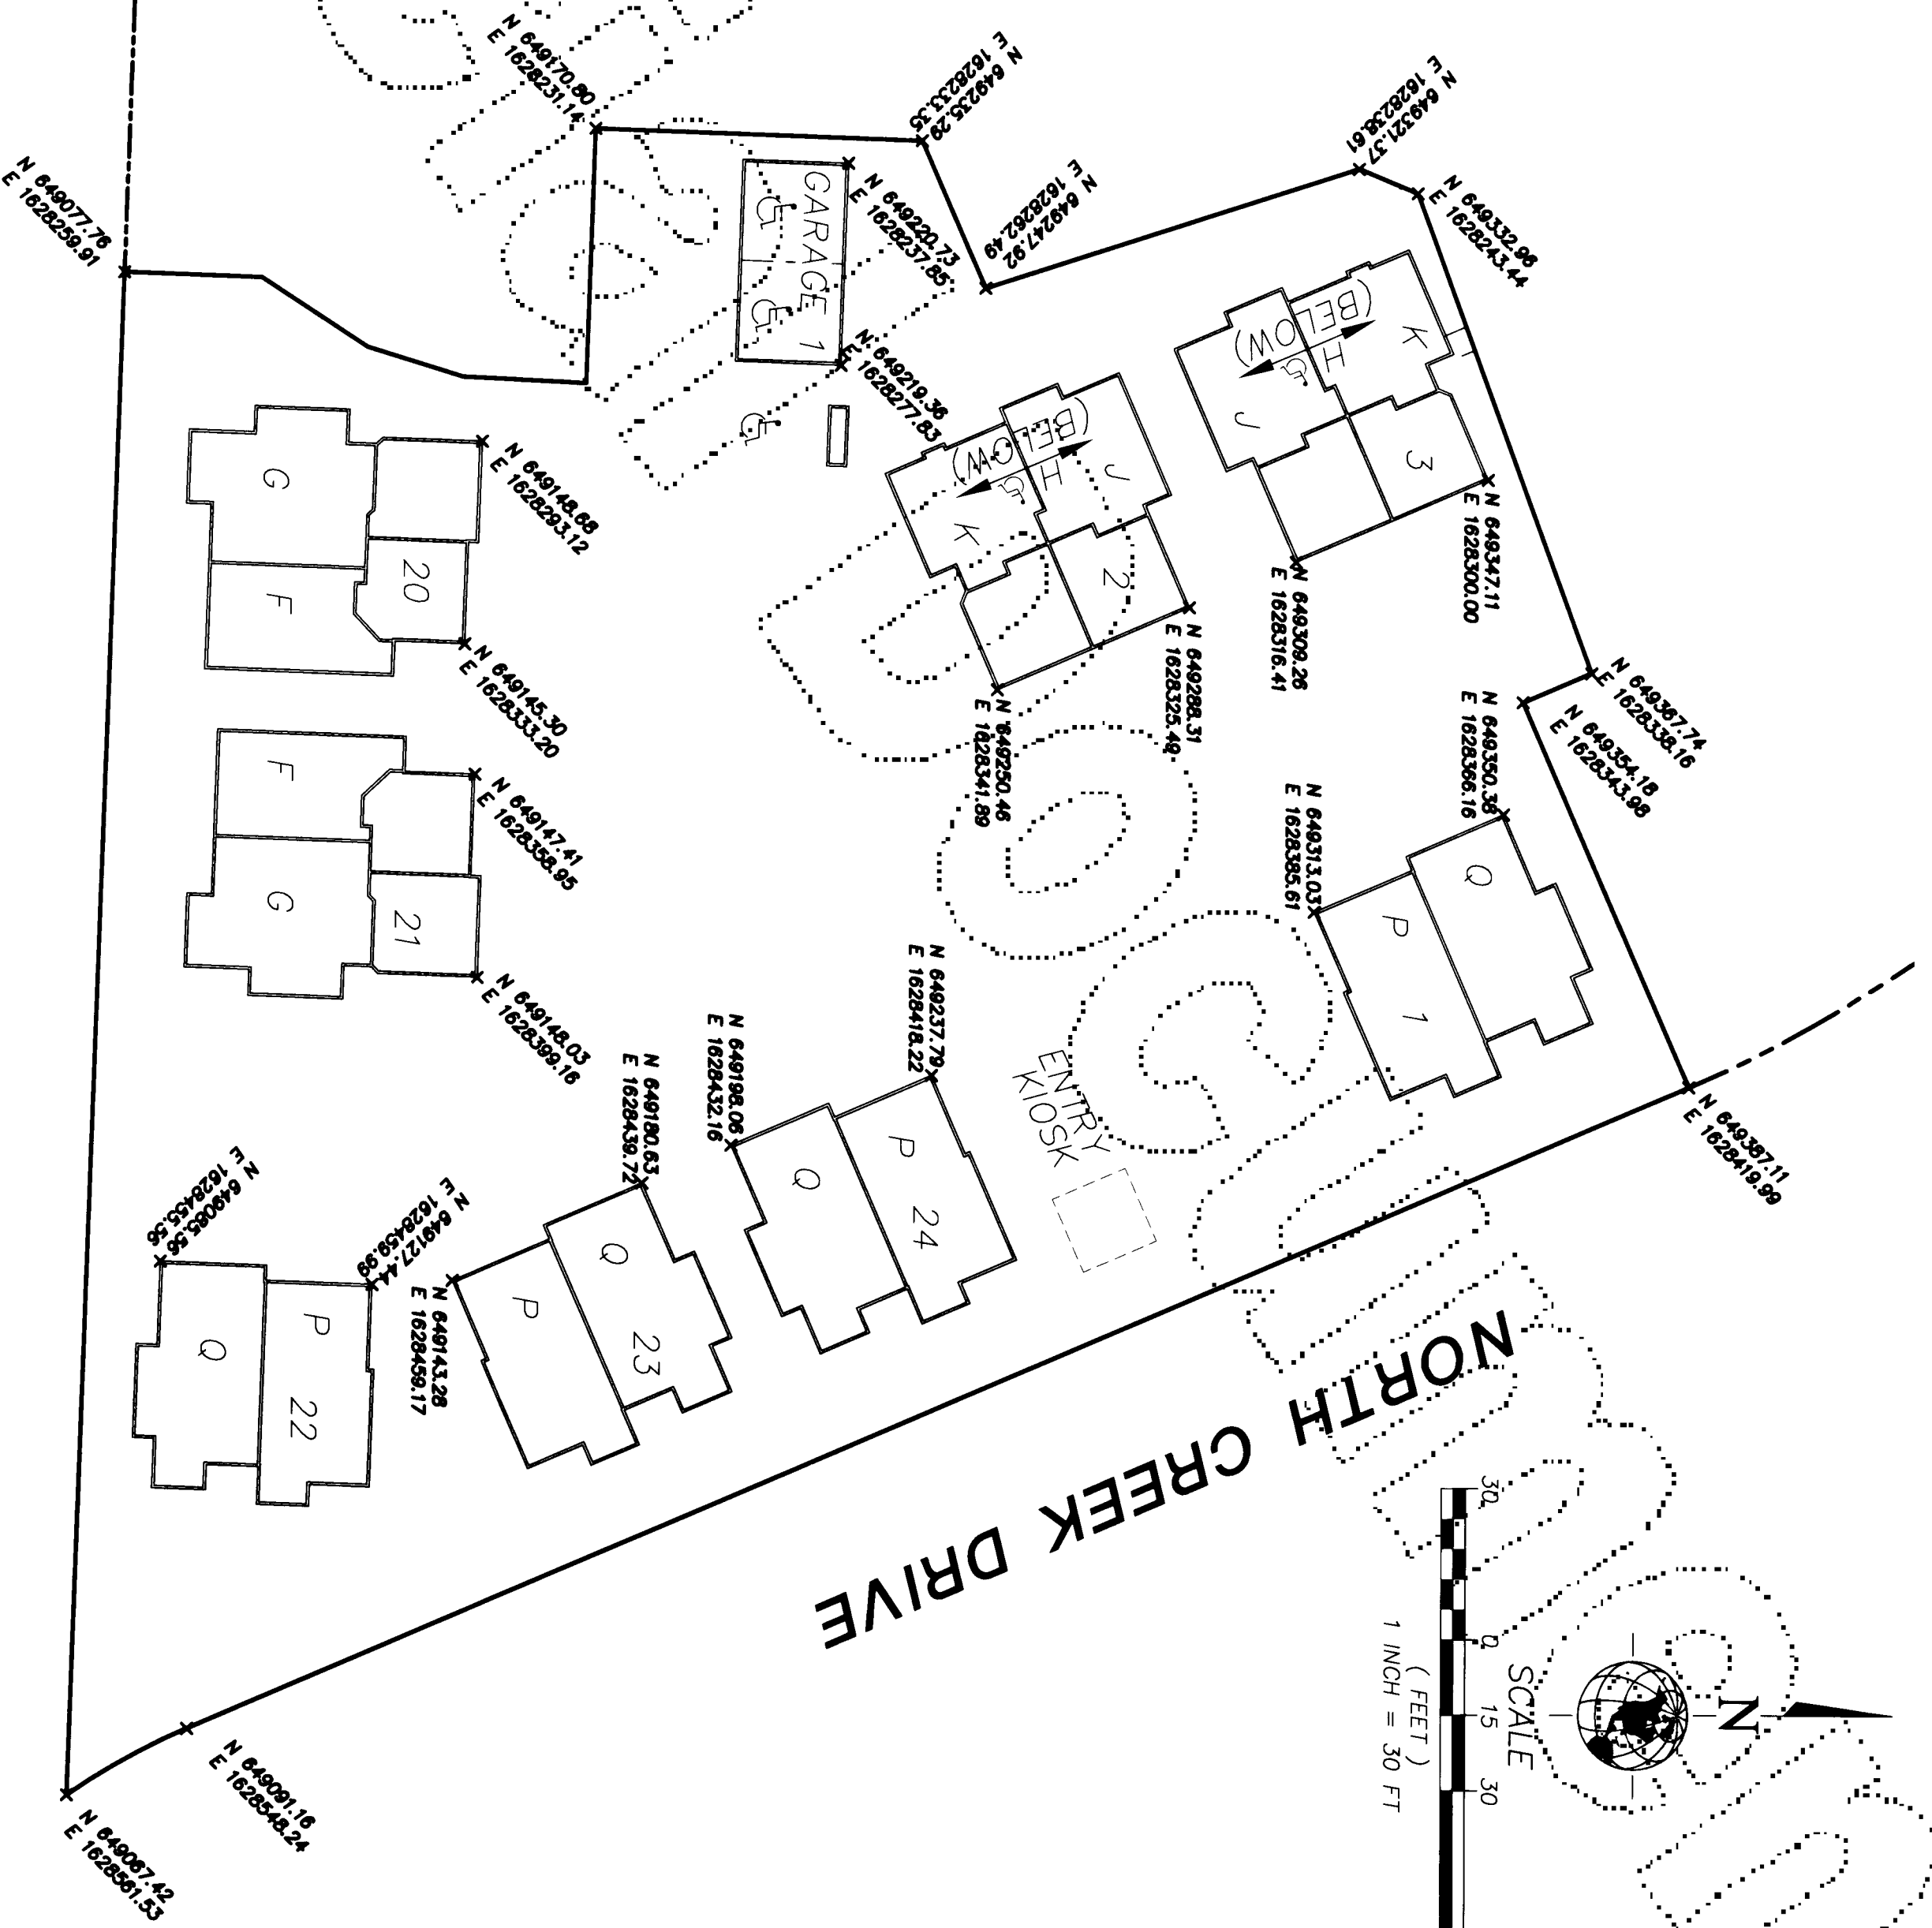 N 649170.80
E 1628231.14
N 649235.29
E 1628233.35
N 649321.37
E 1628238.61
N 649332.96
E 1628243.44
N 649247.92
E 1628262.49
N 649077.76
E 1628259.91
GARAGE 1
N 649220.73
E 1628237.85
N 649219.36
E 1628277.83
K
(BEL
OW)
H
J
3
N 649347.11
E 1628300.00
N 649309.26
E 1628316.41
J
(BEL
OW)
H
K
2
N 649288.31
E 1628325.49
N 649250.46
E 1628341.89
G
20
F
N 649148.68
E 1628293.12
N 649145.30
E 1628333.20
F
G
21
N 649147.41
E 1628358.95
N 649148.03
E 1628399.16
N 649367.74
E 1628338.16
N 649354.18
E 1628343.98
N 649350.38
E 1628366.16
N 649313.03
E 1628385.61
Q
P
1
N 649387.11
E 1628419.99
N 649237.79
E 1628418.22
N 649198.06
E 1628432.16
P
Q
24
ENTRY
KIOSK
N 649180.63
E 1628439.72
N 649143.28
E 1628459.17
Q
P
23
N 649127.44
E 1628459.99
N 649085.56
E 1628455.56
P
Q
22
NORTH CREEK DRIVE
N 649091.16
E 1628548.24
N 649067.42
E 1628561.53
N
SCALE
30 0 15 30
( FEET )
1 INCH = 30 FT